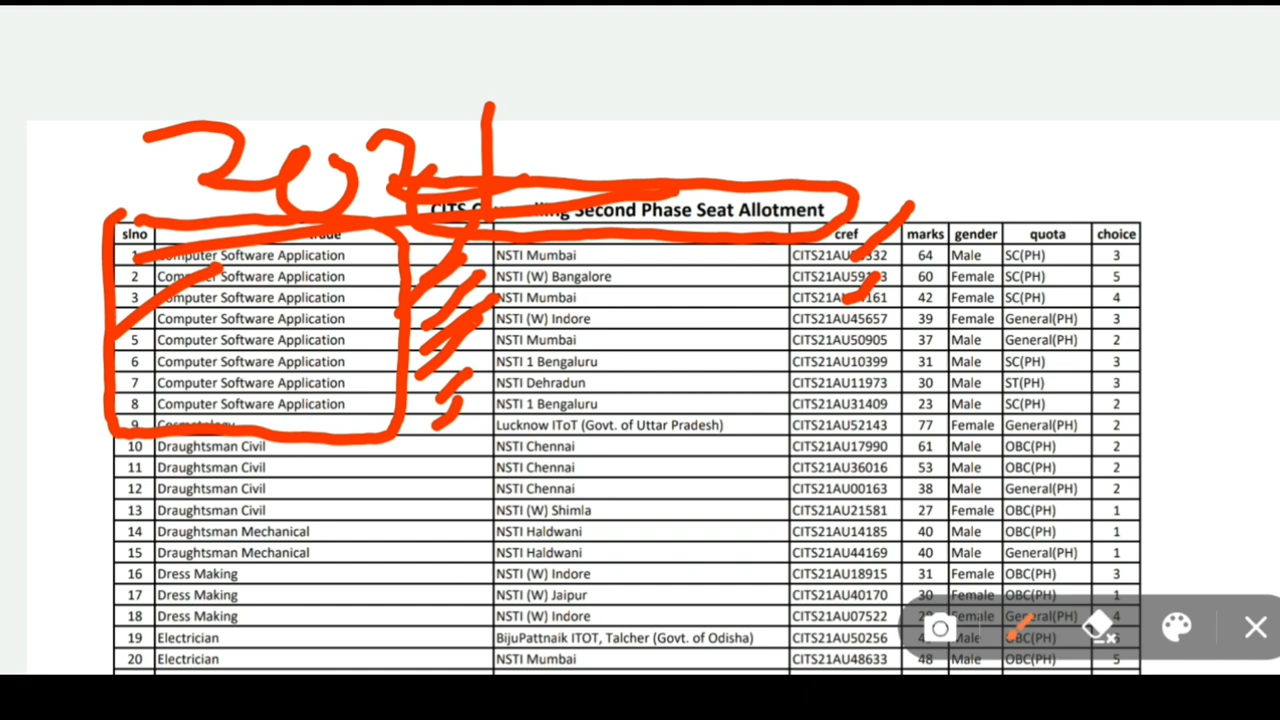 2021
CITS Second Phase Seat Allotment
slno trade cref marks gender quota choice
1 Computer Software Application NSTI Mumbai 64 Male SC(PH) 3
2 Computer Software Application NSTI (W) Bangalore 60 Female SC(PH) 5
3 Computer Software Application NSTI Mumbai 42 Female SC(PH) 4
Computer Software Application NSTI (W) Indore CITS21AU45657 39 Female General(PH) 3
5 Computer Software Application NSTI Mumbai CITS21AU50905 37 Male General(PH) 2
6 Computer Software Application NSTI 1 Bengaluru CITS21AU10399 31 Male SC(PH) 3
7 Computer Software Application NSTI Dehradun CITS21AU11973 30 Male ST(PH) 3
8 Computer Software Application NSTI 1 Bengaluru CITS21AU31409 23 Male SC(PH) 2
9 Cosmetology Lucknow IToT (Govt. of Uttar Pradesh) CITS21AU52143 77 Female General(PH) 2
10 Draughtsman Civil NSTI Chennai CITS21AU17990 61 Male OBC(PH) 2
11 Draughtsman Civil NSTI Chennai CITS21AU36016 53 Male OBC(PH) 2
12 Draughtsman Civil NSTI Chennai CITS21AU00163 38 Male General(PH) 2
13 Draughtsman Civil NSTI (W) Shimla CITS21AU21581 27 Female OBC(PH) 1
14 Draughtsman Mechanical NSTI Haldwani CITS21AU14185 40 Male OBC(PH) 1
15 Draughtsman Mechanical NSTI Haldwani CITS21AU44169 40 Male General(PH) 1
16 Dress Making NSTI (W) Indore CITS21AU18915 31 Female OBC(PH) 3
17 Dress Making NSTI (W) Jaipur CITS21AU40170 30 Female OBC(PH) 1
18 Dress Making NSTI (W) Indore CITS21AU07522 Female General(PH) 4
19 Electrician BijuPattnaik ITOT, Talcher (Govt. of Odisha) CITS21AU50256 Male OBC(PH)
20 Electrician NSTI Mumbai CITS21AU48633 48 Male OBC(PH) 5